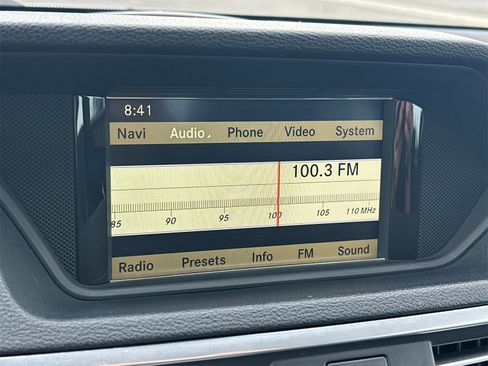 8:41
Navi Audio Phone Video System
100.3 FM
85 90 95 100 105 110 MHz
Radio Presets Info FM Sound